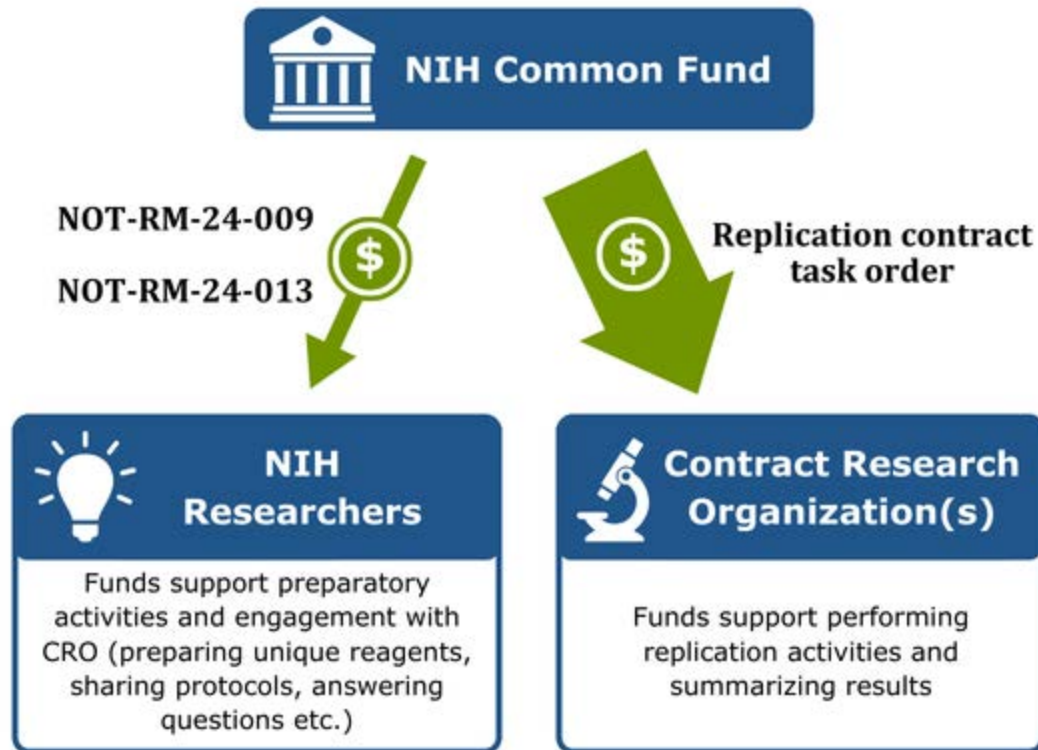 NIH Common Fund
NOT-RM-24-009
NOT-RM-24-013
$
$
Replication contract
task order
NIH
Researchers
Funds support preparatory
activities and engagement with
CRO (preparing unique reagents,
sharing protocols, answering
questions etc.)
Contract Research
Organization(s)
Funds support performing
replication activities and
summarizing results